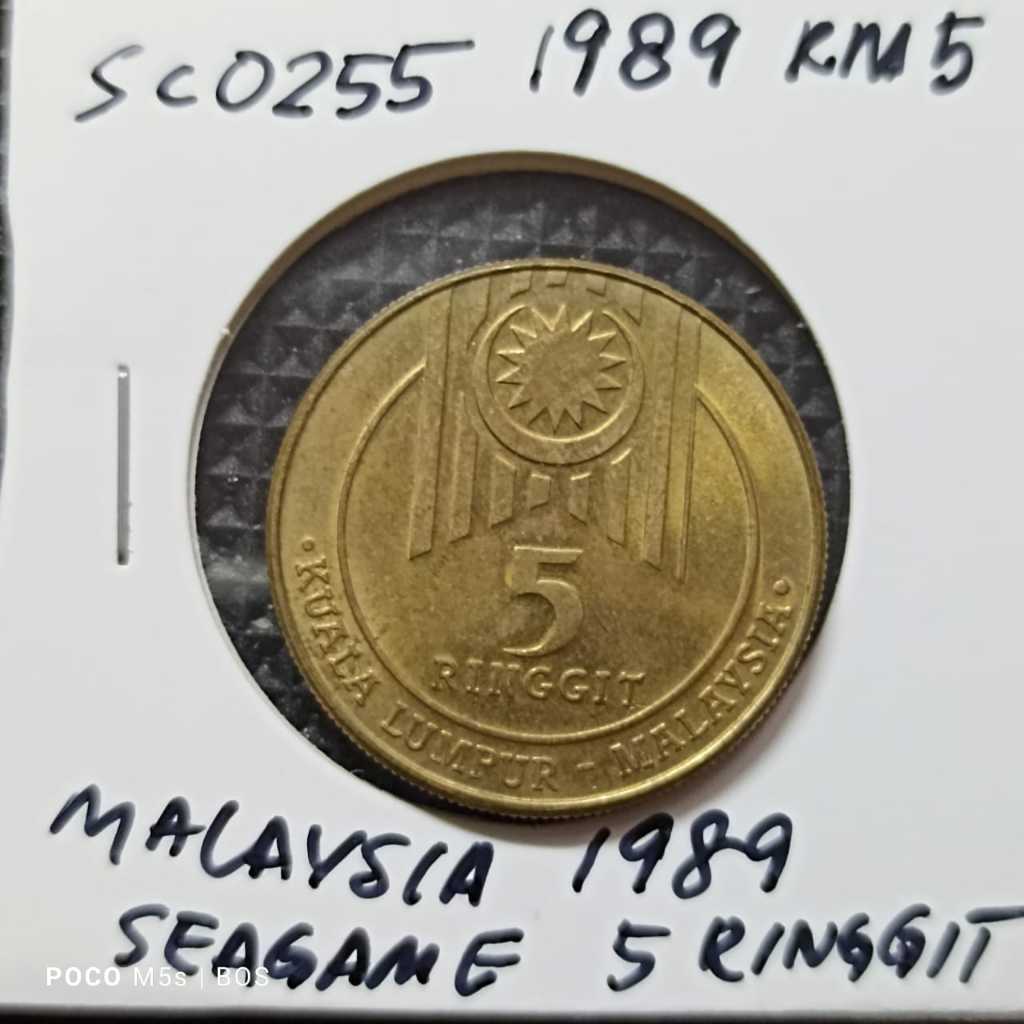 SC0255 1989 RM5
5
RINGGIT
• KUALA LUMPUR - MALAYSIA •
MALAYSIA 1989
SEAGAME 5 RINGGIT
POCO M5s | BOS